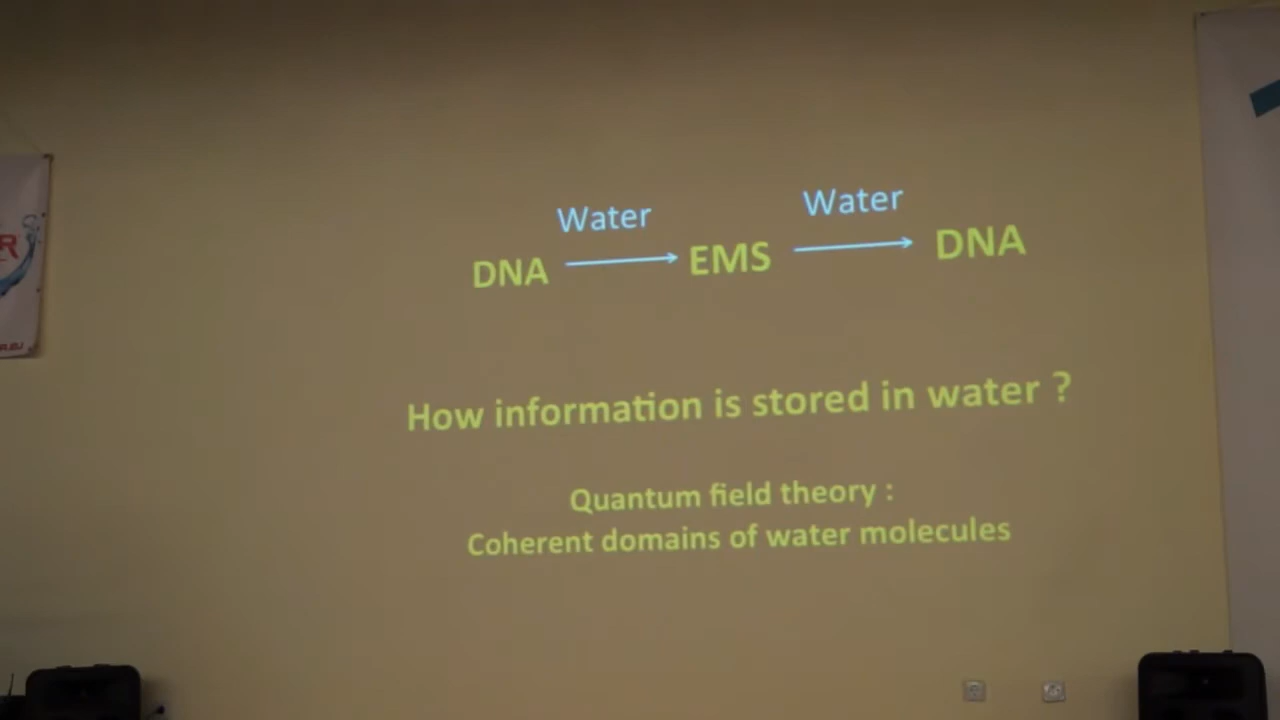 Water
Water
DNA → EMS → DNA
How information is stored in water ?
Quantum field theory :
Coherent domains of water molecules
R